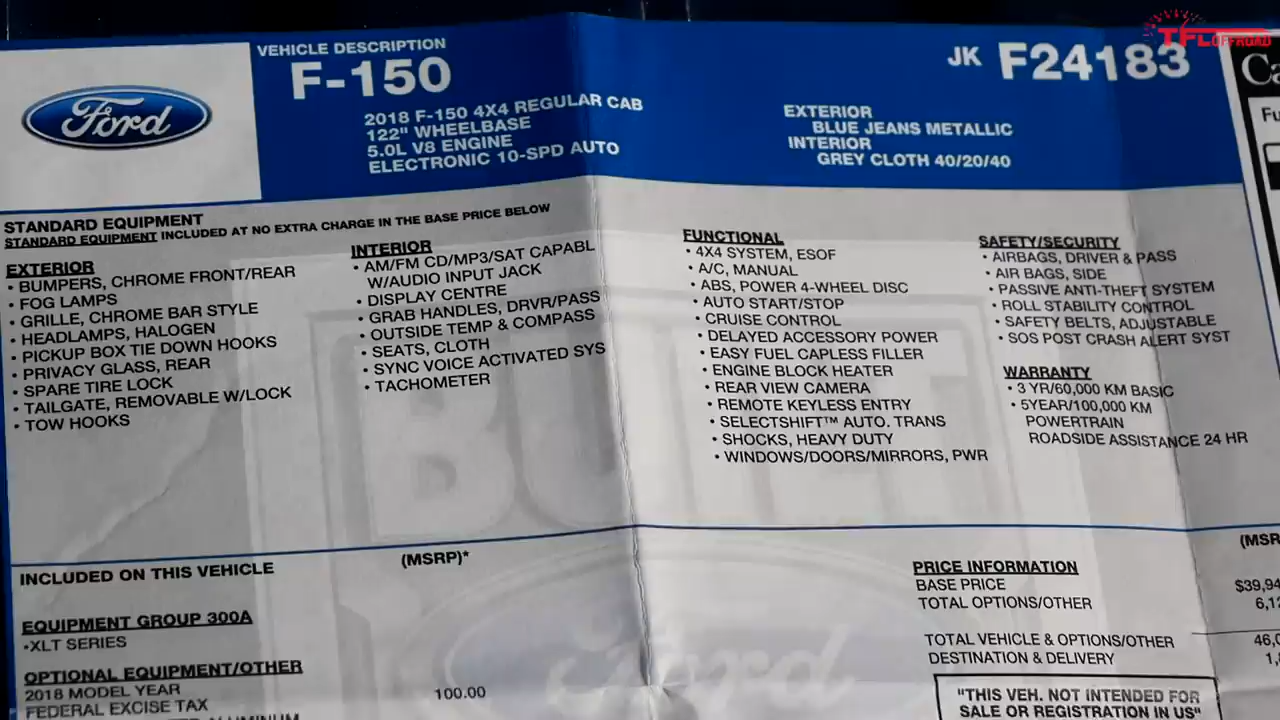 TFLOFFROAD
Ford
VEHICLE DESCRIPTION
F-150
2018 F-150 4X4 REGULAR CAB
122" WHEELBASE
5.0L V8 ENGINE
ELECTRONIC 10-SPD AUTO
JK F24183
EXTERIOR
BLUE JEANS METALLIC
INTERIOR
GREY CLOTH 40/20/40
STANDARD EQUIPMENT
STANDARD EQUIPMENT INCLUDED AT NO EXTRA CHARGE IN THE BASE PRICE BELOW
EXTERIOR
• BUMPERS, CHROME FRONT/REAR
• FOG LAMPS
• GRILLE, CHROME BAR STYLE
• HEADLAMPS, HALOGEN
• PICKUP BOX TIE DOWN HOOKS
• PRIVACY GLASS, REAR
• SPARE TIRE LOCK
• TAILGATE, REMOVABLE W/LOCK
• TOW HOOKS
INTERIOR
• AM/FM CD/MP3/SAT CAPABL
W/AUDIO INPUT JACK
• DISPLAY CENTRE
• GRAB HANDLES, DRVR/PASS
• OUTSIDE TEMP & COMPASS
• SEATS, CLOTH
• SYNC VOICE ACTIVATED SYS
• TACHOMETER
FUNCTIONAL
• 4X4 SYSTEM, ESOF
• A/C, MANUAL
• ABS, POWER 4-WHEEL DISC
• AUTO START/STOP
• CRUISE CONTROL
• DELAYED ACCESSORY POWER
• EASY FUEL CAPLESS FILLER
• ENGINE BLOCK HEATER
• REAR VIEW CAMERA
• REMOTE KEYLESS ENTRY
• SELECTSHIFT™ AUTO. TRANS
• SHOCKS, HEAVY DUTY
• WINDOWS/DOORS/MIRRORS, PWR
SAFETY/SECURITY
• AIRBAGS, DRIVER & PASS
• AIR BAGS, SIDE
• PASSIVE ANTI-THEFT SYSTEM
• ROLL STABILITY CONTROL
• SAFETY BELTS, ADJUSTABLE
• SOS POST CRASH ALERT SYST
WARRANTY
• 3 YR/60,000 KM BASIC
• 5YEAR/100,000 KM
POWERTRAIN
ROADSIDE ASSISTANCE 24 HR
BUILT
Ford
INCLUDED ON THIS VEHICLE
(MSRP)*
EQUIPMENT GROUP 300A
•XLT SERIES
OPTIONAL EQUIPMENT/OTHER
2018 MODEL YEAR
FEDERAL EXCISE TAX 100.00
PRICE INFORMATION
BASE PRICE $39,94
TOTAL OPTIONS/OTHER 6,12
TOTAL VEHICLE & OPTIONS/OTHER 46,0
DESTINATION & DELIVERY 1,8
"THIS VEH. NOT INTENDED FOR
SALE OR REGISTRATION IN US"